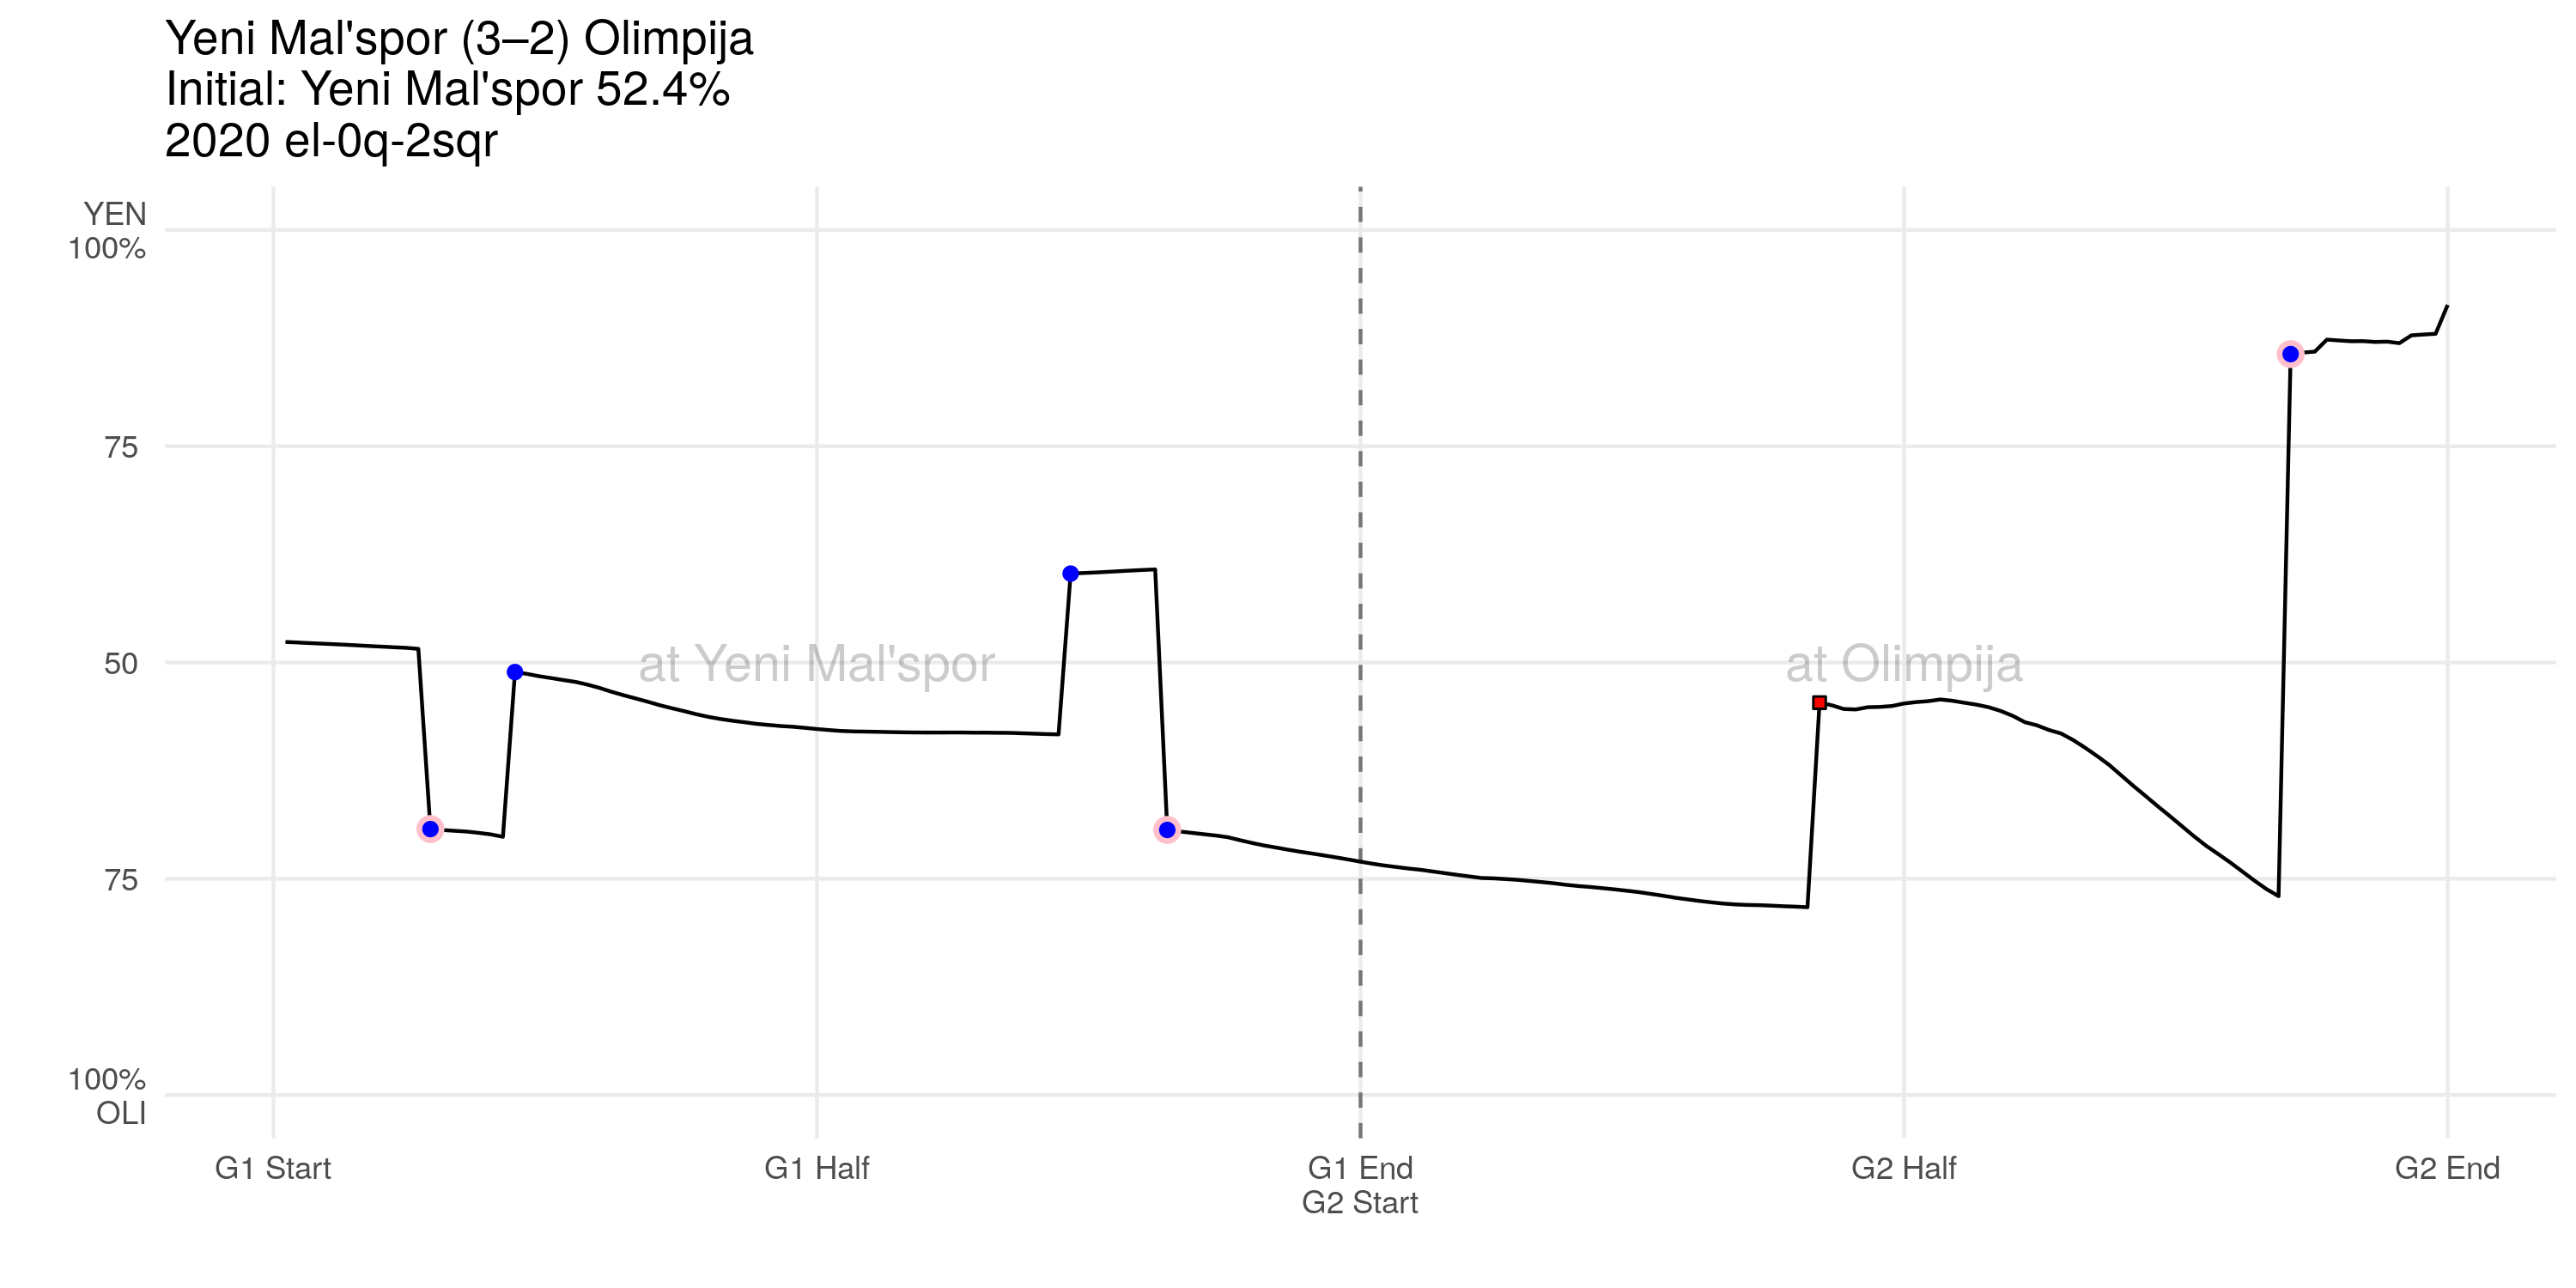 Yeni Mal'spor (3–2) Olimpija
Initial: Yeni Mal'spor 52.4%
2020 el-0q-2sqr
YEN
100%
75
50
75
100%
OLI
at Yeni Mal'spor
at Olimpija
G1 Start
G1 Half
G1 End
G2 Start
G2 Half
G2 End